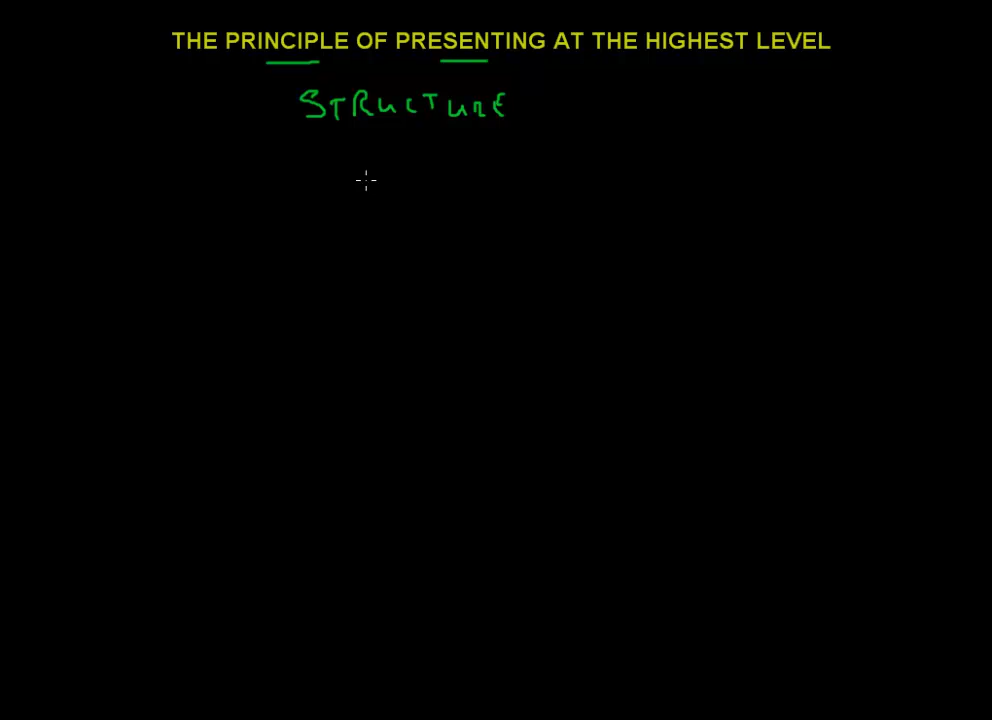 THE PRINCIPLE OF PRESENTING AT THE HIGHEST LEVEL
STRUCTURE